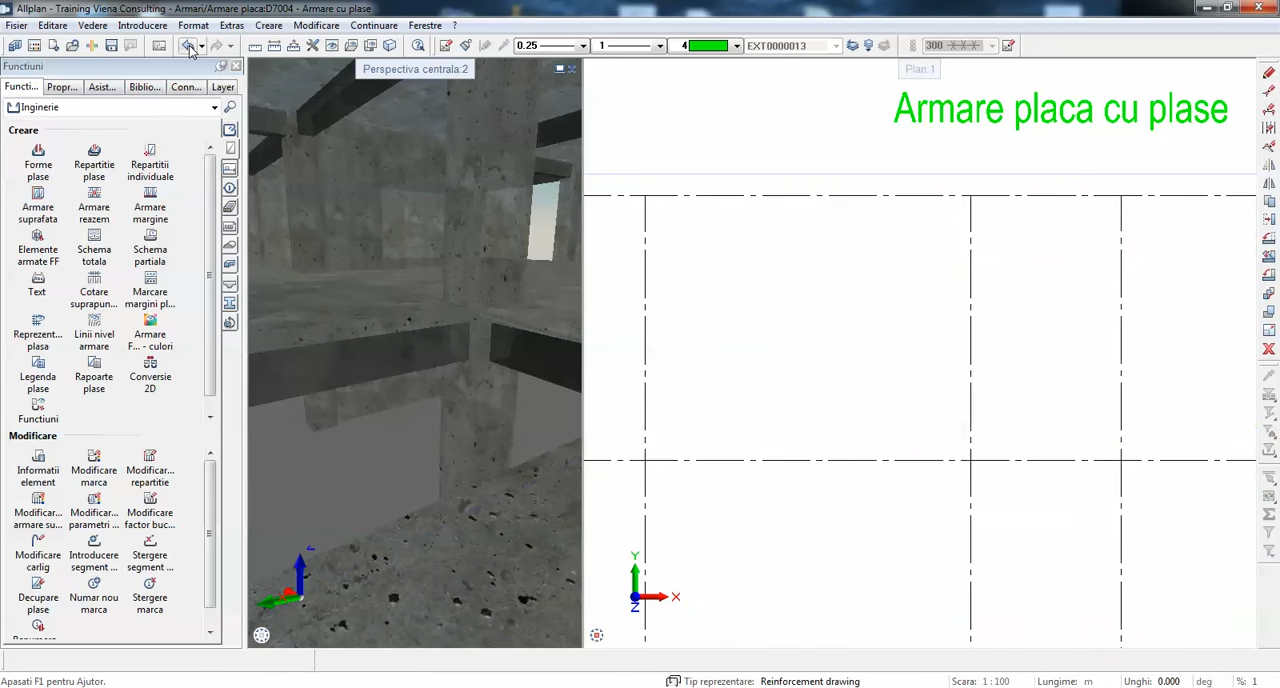 Allplan - Training Viena Consulting - Armari/Armare placa:D7004 - Armare cu plase
Fisier Editare Vedere Introducere Format Extras Creare Modificare Continuare Ferestre ?
0.25 1 4 EXT0000013 300
Functiuni
Perspectiva centrala:2
Plan:1
Functi... Propr... Asist... Biblio... Conn... Layer
Inginerie
Armare placa cu plase
Creare
Forme plase
Repartitie plase
Repartitii individuale
Armare suprafata
Armare reazem
Armare margine
Elemente armate FF
Schema totala
Schema partiala
Text
Cotare suprapun...
Marcare margini pl...
Reprezent... plasa
Linii nivel armare
Armare F... - culori
Legenda plase
Rapoarte plase
Conversie 2D
Functiuni
Modificare
Informatii element
Modificare marca
Modificar... repartitie
Modificar... armare su...
Modificar... parametri ...
Modificare factor buc...
Modificare carlig
Introducere segment ...
Stergere segment ...
Decupare plase
Numar nou marca
Stergere marca
Y
X
Z
Apasati F1 pentru Ajutor.
Tip reprezentare: Reinforcement drawing
Scara: 1 : 100
Lungime: m
Unghi: 0.000 deg
%: 1